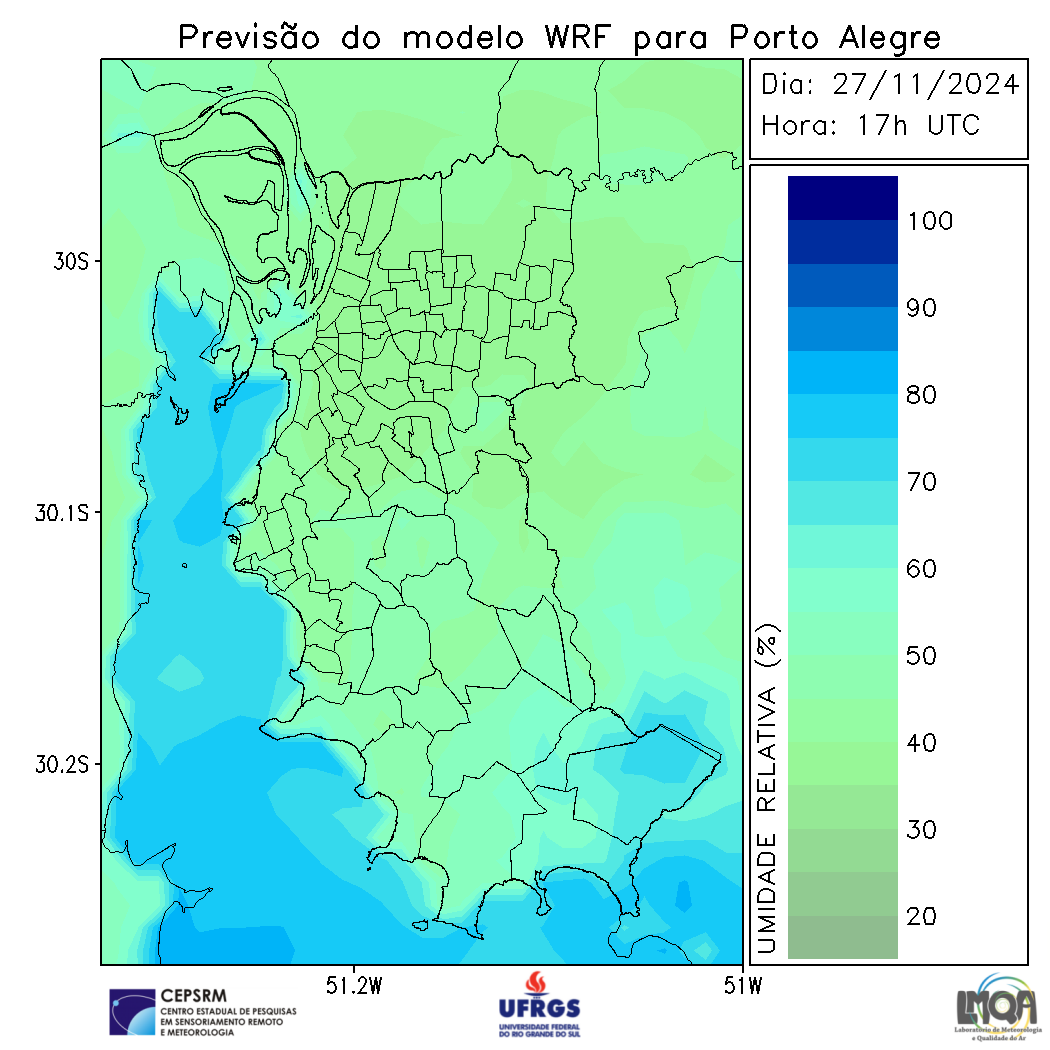 Previsão do modelo WRF para Porto Alegre
Dia: 27/11/2024
Hora: 17h UTC
30S
30.1S
30.2S
51.2W
51W
UMIDADE RELATIVA (%)
100
90
80
70
60
50
40
30
20
CEPSRM
CENTRO ESTADUAL DE PESQUISAS
EM SENSORIAMENTO REMOTO
E METEOROLOGIA
UFRGS
UNIVERSIDADE FEDERAL
DO RIO GRANDE DO SUL
LMQA
Laboratório de Meteorologia
e Qualidade do Ar